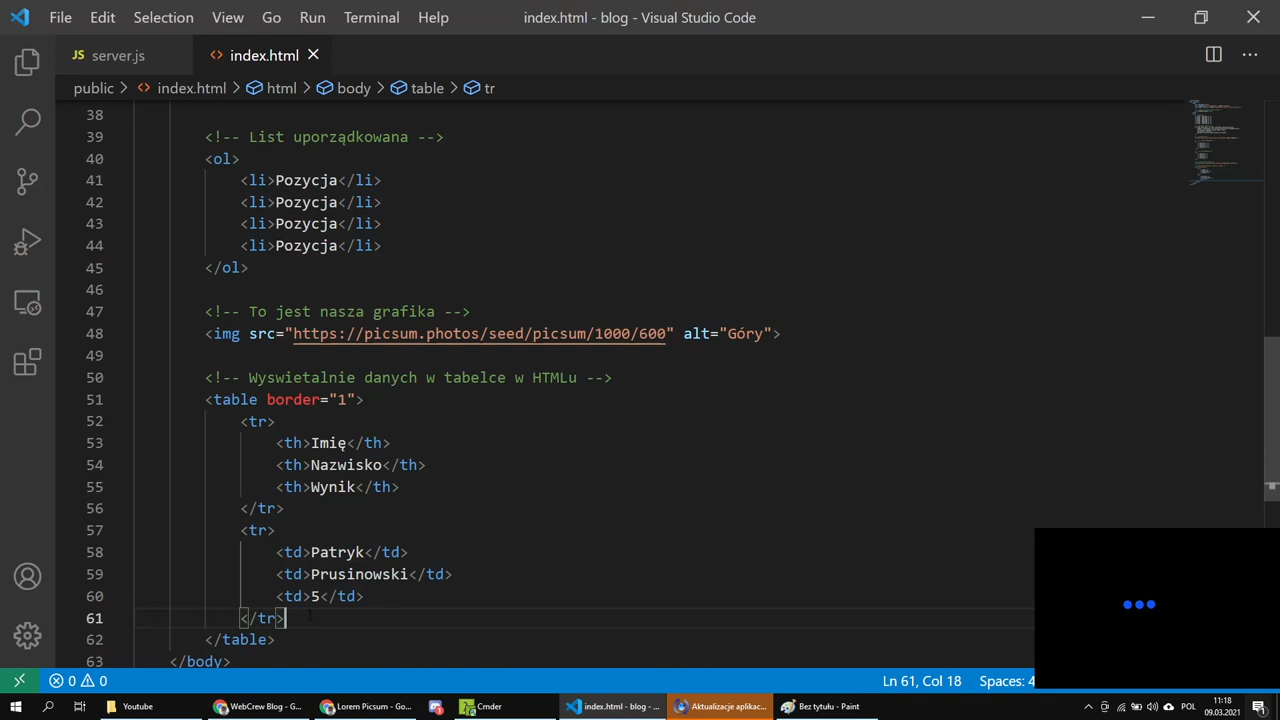 File Edit Selection View Go Run Terminal Help index.html - blog - Visual Studio Code
JS server.js <> index.html
public > <> index.html > html > body > table > tr
38
39 <!-- List uporządkowana -->
40 <ol>
41 <li>Pozycja</li>
42 <li>Pozycja</li>
43 <li>Pozycja</li>
44 <li>Pozycja</li>
45 </ol>
46
47 <!-- To jest nasza grafika -->
48 <img src="https://picsum.photos/seed/picsum/1000/600" alt="Góry">
49
50 <!-- Wyswietalnie danych w tabelce w HTMLu -->
51 <table border="1">
52 <tr>
53 <th>Imię</th>
54 <th>Nazwisko</th>
55 <th>Wynik</th>
56 </tr>
57 <tr>
58 <td>Patryk</td>
59 <td>Prusinowski</td>
60 <td>5</td>
61 </tr>
62 </table>
63 </body>
0 0 Ln 61, Col 18 Spaces: 4
Youtube WebCrew Blog - G... Lorem Picsum - Go... Cmder index.html - blog - ... Aktualizacje aplikac... Bez tytułu - Paint POL 11:18
09.03.2021 1